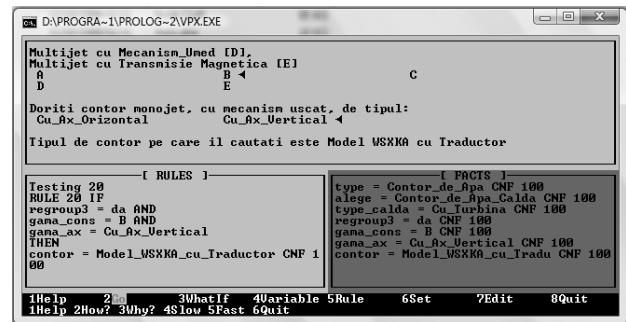 D:\PROGRA~1\PROLOG~2\VPX.EXE
Multijet cu Mecanism_Umed [D],
Multijet cu Transmisie Magnetica [E]
A B ◄ C
D E
Doriti contor monojet, cu mecanism uscat, de tipul:
Cu_Ax_Orizontal Cu_Ax_Vertical ◄
Tipul de contor pe care il cautati este Model WSXKA cu Traductor
[ RULES ]
Testing 20
RULE 20 IF
regroup3 = da AND
gama_cons = B AND
gama_ax = Cu_Ax_Vertical
THEN
contor = Model_WSXKA_cu_Traductor CNF 1
00
[ FACTS ]
type = Contor_de_Apa CNF 100
alege = Contor_de_Apa_Calda CNF 100
type_calda = Cu_Turbina CNF 100
regroup3 = da CNF 100
gama_cons = B CNF 100
gama_ax = Cu_Ax_Vertical CNF 100
contor = Model_WSXKA_cu_Tradu CNF 100
1Help 2Go 3WhatIf 4Variable 5Rule 6Set 7Edit 8Quit
1Help 2How? 3Why? 4Slow 5Fast 6Quit